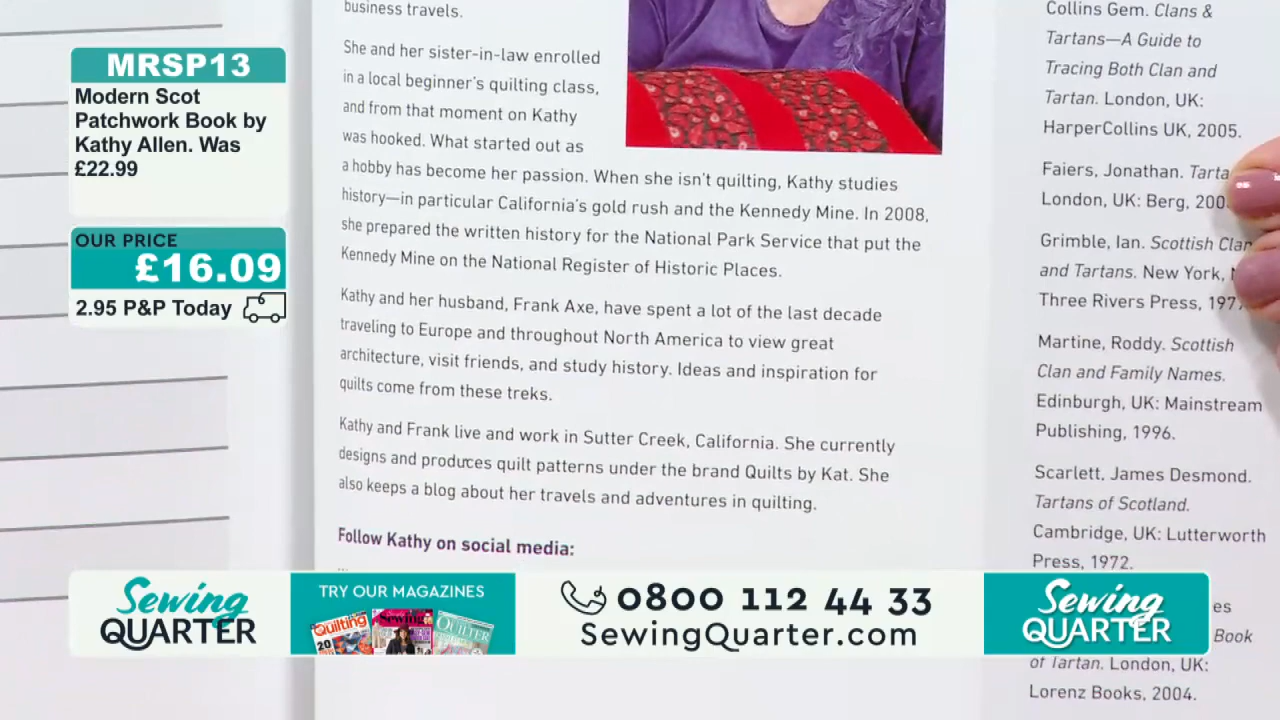 MRSP13
Modern Scot
Patchwork Book by
Kathy Allen. Was
£22.99
OUR PRICE
£16.09
2.95 P&P Today
business travels.
She and her sister-in-law enrolled
in a local beginner's quilting class,
and from that moment on Kathy
was hooked. What started out as
a hobby has become her passion. When she isn't quilting, Kathy studies
history—in particular California's gold rush and the Kennedy Mine. In 2008,
she prepared the written history for the National Park Service that put the
Kennedy Mine on the National Register of Historic Places.
Kathy and her husband, Frank Axe, have spent a lot of the last decade
traveling to Europe and throughout North America to view great
architecture, visit friends, and study history. Ideas and inspiration for
quilts come from these treks.
Kathy and Frank live and work in Sutter Creek, California. She currently
designs and produces quilt patterns under the brand Quilts by Kat. She
also keeps a blog about her travels and adventures in quilting.
Follow Kathy on social media:
Collins Gem. Clans &
Tartans—A Guide to
Tracing Both Clan and
Tartan. London, UK:
HarperCollins UK, 2005.
Faiers, Jonathan. Tarta
London, UK: Berg, 200
Grimble, Ian. Scottish Clan
and Tartans. New York,
Three Rivers Press, 197
Martine, Roddy. Scottish
Clan and Family Names.
Edinburgh, UK: Mainstream
Publishing, 1996.
Scarlett, James Desmond.
Tartans of Scotland.
Cambridge, UK: Lutterworth
Press, 1972.
es
Book
of Tartan. London, UK:
Lorenz Books, 2004.
Sewing
QUARTER
TRY OUR MAGAZINES
Quilting
20
Sewing
QUILTER
0800 112 44 33
SewingQuarter.com
Sewing
QUARTER